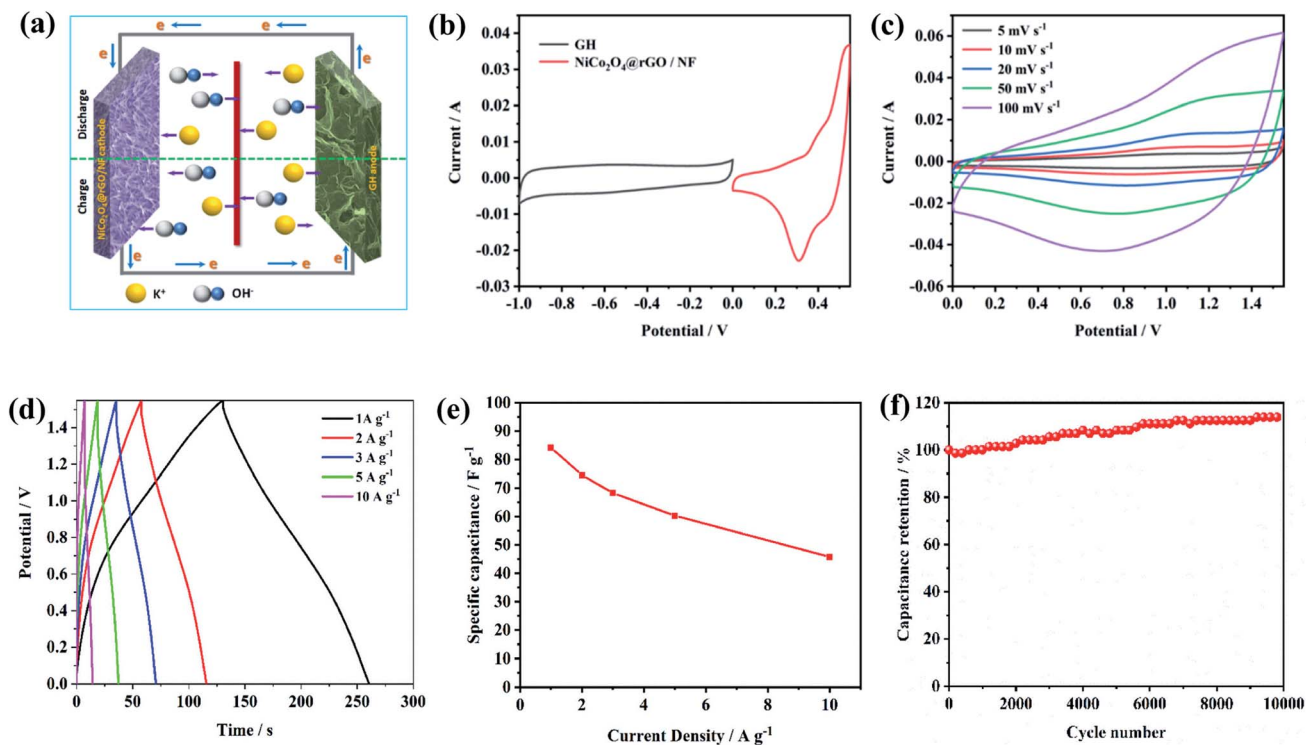 (a)
e
e
e
e
Discharge
Charge
NiCo₂O₄@rGO/NF cathode
GH anode
e
e
e
e
K⁺
OH⁻
(b)
GH
NiCo₂O₄@rGO / NF
Current / A
0.04
0.03
0.02
0.01
0.00
-0.01
-0.02
-0.03
-1.0 -0.8 -0.6 -0.4 -0.2 0.0 0.2 0.4
Potential / V
(c)
5 mV s⁻¹
10 mV s⁻¹
20 mV s⁻¹
50 mV s⁻¹
100 mV s⁻¹
Current / A
0.06
0.04
0.02
0.00
-0.02
-0.04
-0.06
0.0 0.2 0.4 0.6 0.8 1.0 1.2 1.4
Potential / V
(d)
1A g⁻¹
2 A g⁻¹
3 A g⁻¹
5 A g⁻¹
10 A g⁻¹
Potential / V
1.4
1.2
1.0
0.8
0.6
0.4
0.2
0.0
0 50 100 150 200 250 300
Time / s
(e)
Specific capacitance / F g⁻¹
100
90
80
70
60
50
40
30
20
10
0
0 2 4 6 8 10
Current Density / A g⁻¹
(f)
Capacitance retention / %
120
100
80
60
40
20
0
0 2000 4000 6000 8000 10000
Cycle number